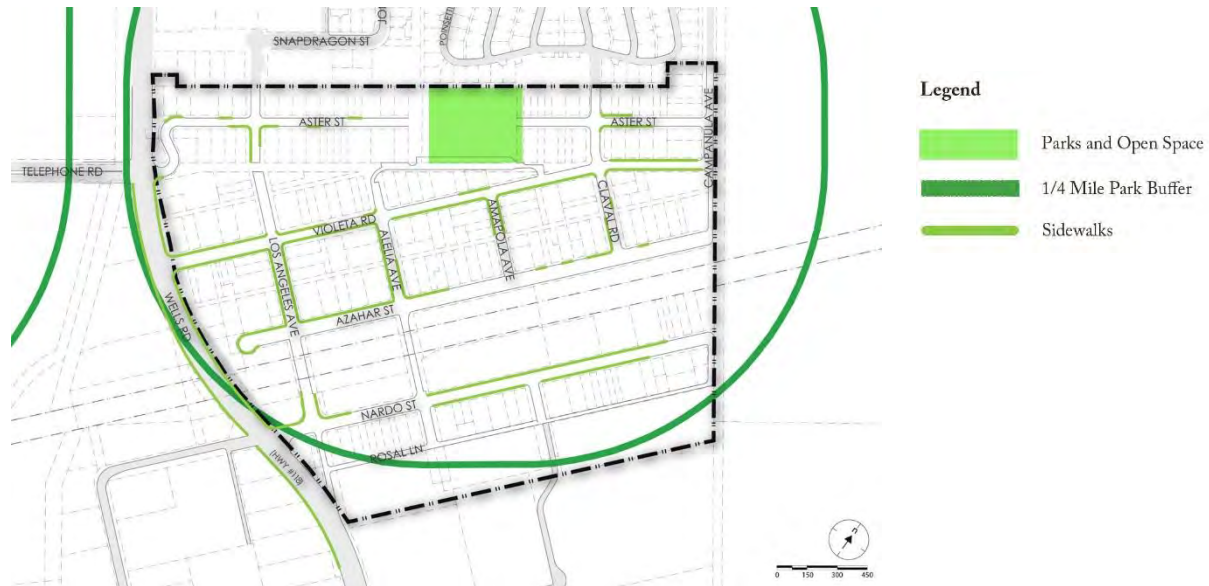 SNAPDRAGON ST
ASTER ST
ASTER ST
CAMPANULA AVE
TELEPHONE RD
VIOLETA RD
LOS ANGELES AVE
ALELIA AVE
AMAPOLA AVE
CLAVAL RD
WELLS RD
AZAHAR ST
NARDO ST
ROSAL LN
(HWY #118)
0 150 300 450
Legend
Parks and Open Space
1/4 Mile Park Buffer
Sidewalks